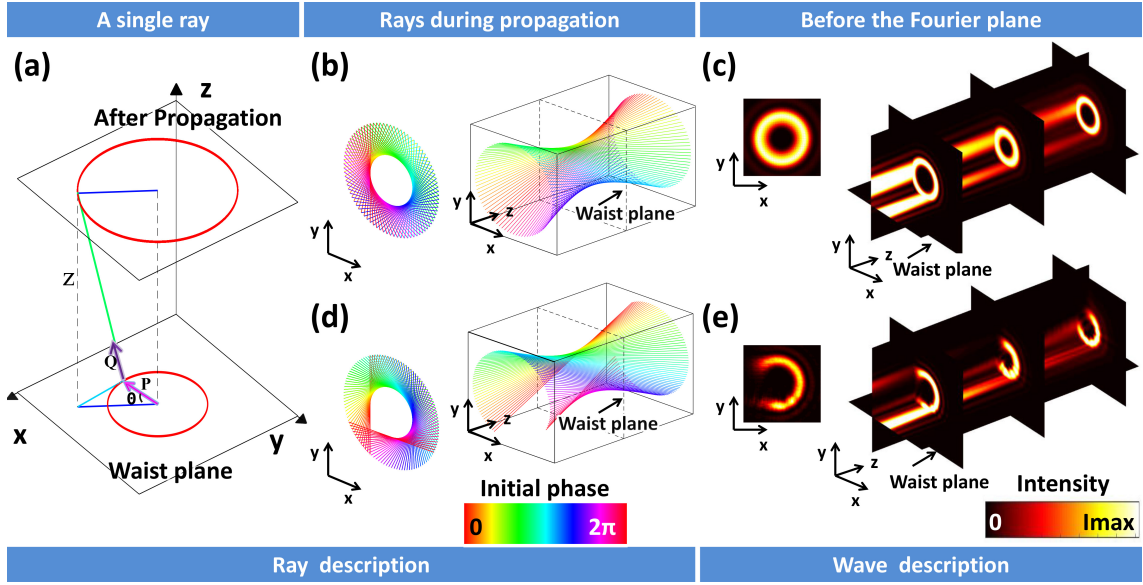 A single ray
Rays during propagation
Before the Fourier plane
(a)
z
After Propagation
Z
Q
P
θ
x
y
Waist plane
(b)
y
x
y
z
x
Waist plane
(c)
y
x
y
z
x
Waist plane
(d)
y
x
y
z
x
Waist plane
(e)
y
x
y
z
x
Waist plane
Initial phase
0
2π
Intensity
0
Imax
Ray description
Wave description